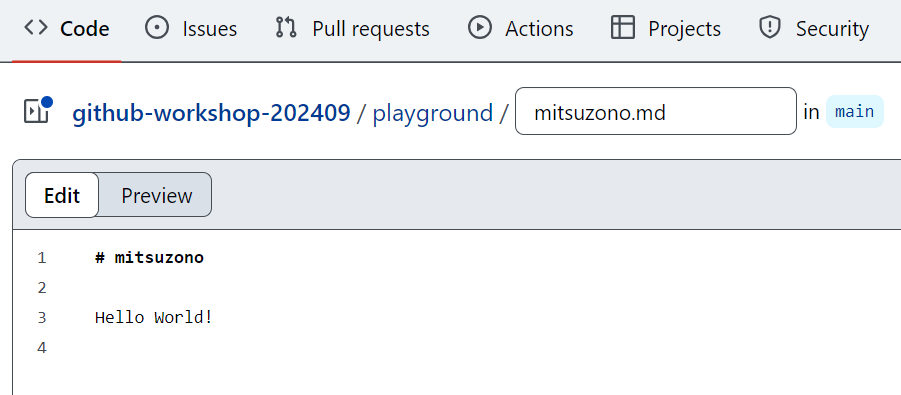 Code Issues Pull requests Actions Projects Security
github-workshop-202409 / playground / mitsuzono.md in main
Edit Preview
1 # mitsuzono
2
3 Hello World!
4